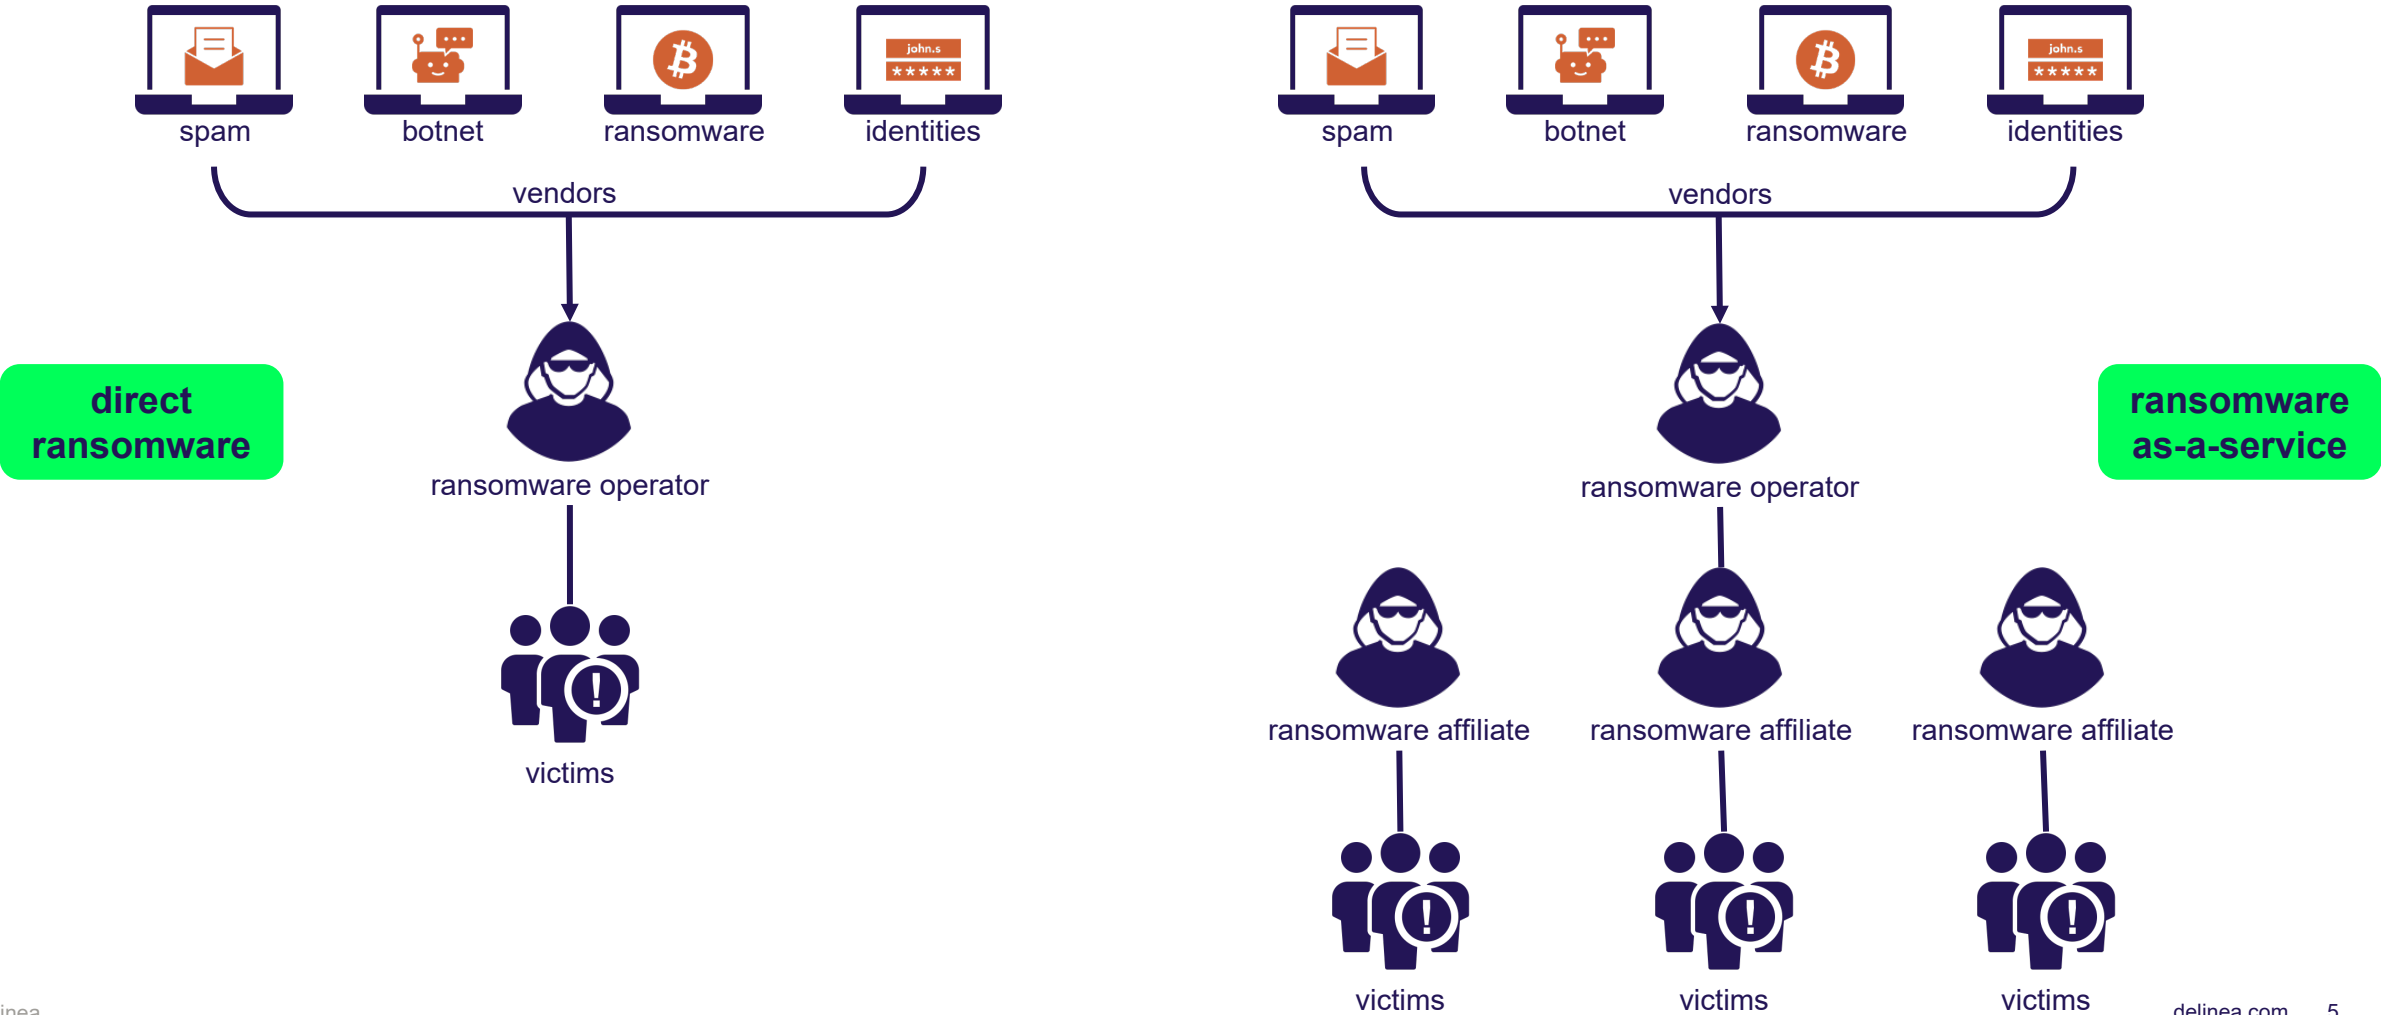 john.s
*****
spam
botnet
ransomware
identities
vendors
direct
ransomware
ransomware operator
victims
john.s
*****
spam
botnet
ransomware
identities
vendors
ransomware
as-a-service
ransomware operator
ransomware affiliate
ransomware affiliate
ransomware affiliate
victims
victims
victims
inea
delinea.com
5